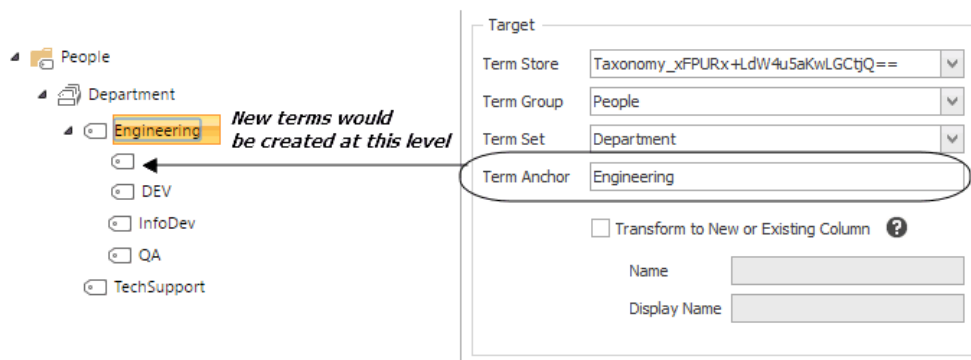 People
Department
Engineering
New terms would
be created at this level
DEV
InfoDev
QA
TechSupport
Target
Term Store Taxonomy_xFPURx+LdW4u5aKwLGCtjQ==
Term Group People
Term Set Department
Term Anchor Engineering
Transform to New or Existing Column ?
Name
Display Name